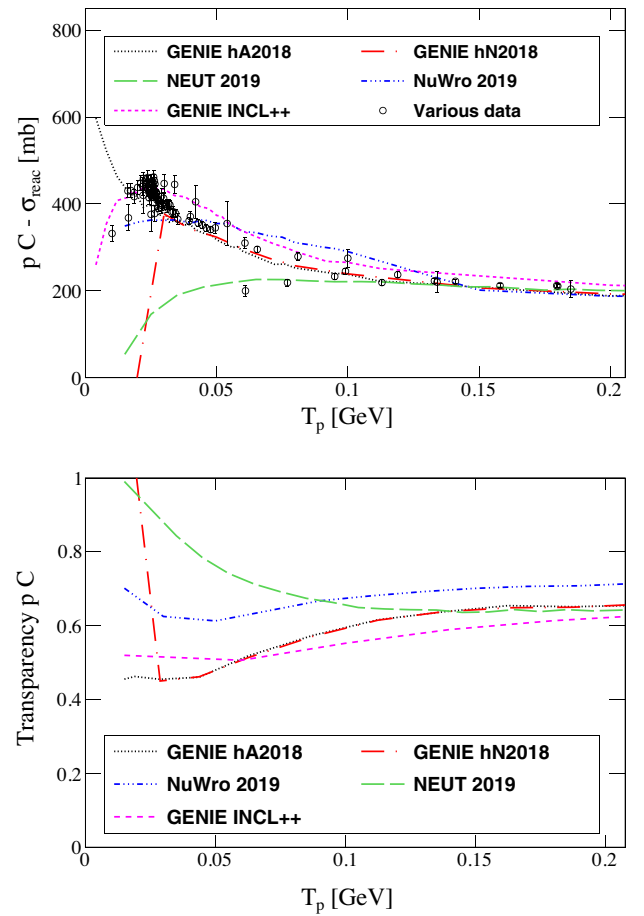 800
600
400
200
0
p C - σ_reac [mb]
GENIE hA2018 GENIE hN2018
NEUT 2019 NuWro 2019
GENIE INCL++ Various data
0 0.05 0.1 0.15 0.2
T_p [GeV]
1
0.8
0.6
0.4
0.2
0
Transparency p C
GENIE hA2018 GENIE hN2018
NuWro 2019 NEUT 2019
GENIE INCL++
0 0.05 0.1 0.15 0.2
T_p [GeV]